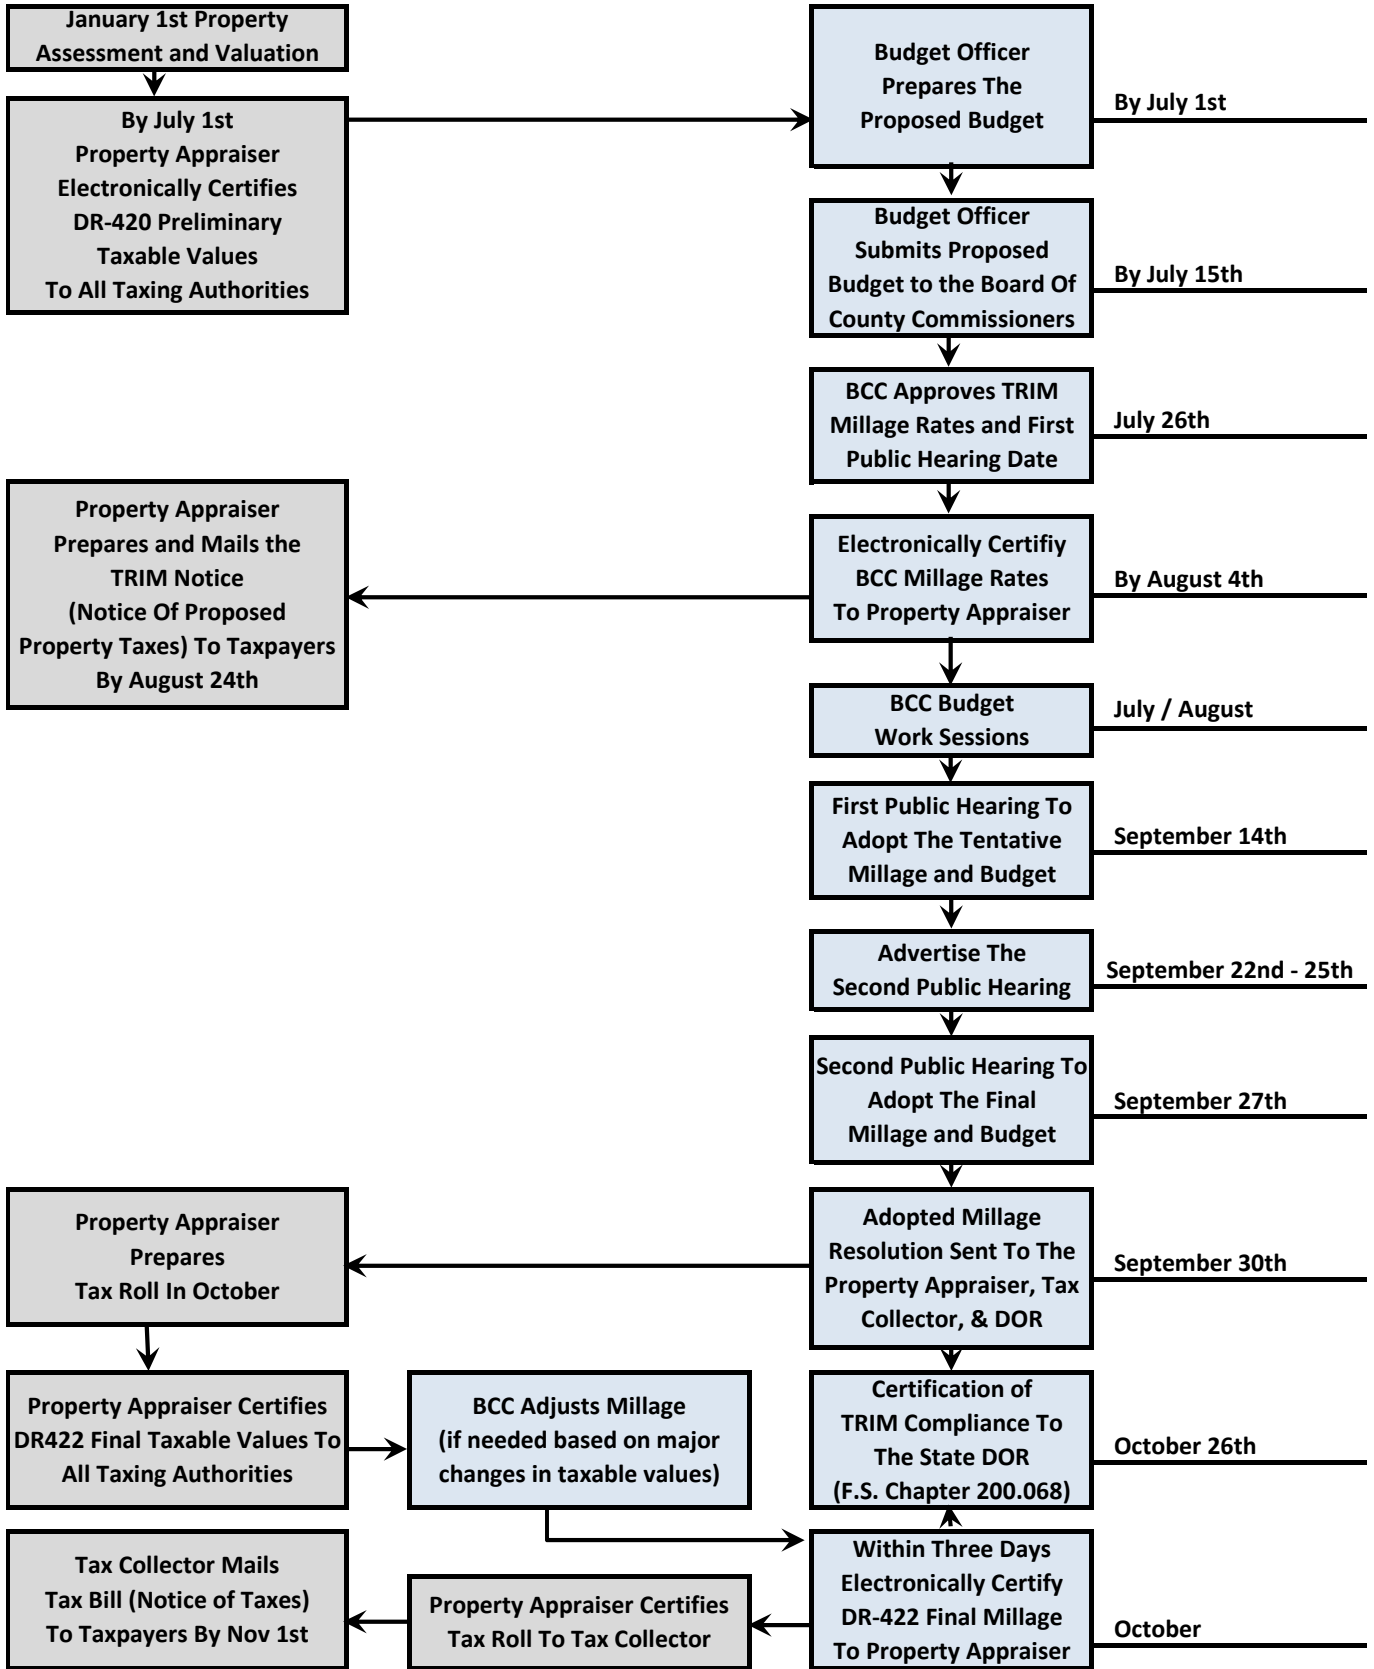 January 1st Property
Assessment and Valuation
By July 1st
Property Appraiser
Electronically Certifies
DR-420 Preliminary
Taxable Values
To All Taxing Authorities
Budget Officer
Prepares The
Proposed Budget
By July 1st
Budget Officer
Submits Proposed
Budget to the Board Of
County Commissioners
By July 15th
BCC Approves TRIM
Millage Rates and First
Public Hearing Date
July 26th
Property Appraiser
Prepares and Mails the
TRIM Notice
(Notice Of Proposed
Property Taxes) To Taxpayers
By August 24th
Electronically Certifiy
BCC Millage Rates
To Property Appraiser
By August 4th
BCC Budget
Work Sessions
July / August
First Public Hearing To
Adopt The Tentative
Millage and Budget
September 14th
Advertise The
Second Public Hearing
September 22nd - 25th
Second Public Hearing To
Adopt The Final
Millage and Budget
September 27th
Property Appraiser
Prepares
Tax Roll In October
Adopted Millage
Resolution Sent To The
Property Appraiser, Tax
Collector, & DOR
September 30th
Property Appraiser Certifies
DR422 Final Taxable Values To
All Taxing Authorities
BCC Adjusts Millage
(if needed based on major
changes in taxable values)
Certification of
TRIM Compliance To
The State DOR
(F.S. Chapter 200.068)
October 26th
Tax Collector Mails
Tax Bill (Notice of Taxes)
To Taxpayers By Nov 1st
Property Appraiser Certifies
Tax Roll To Tax Collector
Within Three Days
Electronically Certify
DR-422 Final Millage
To Property Appraiser
October